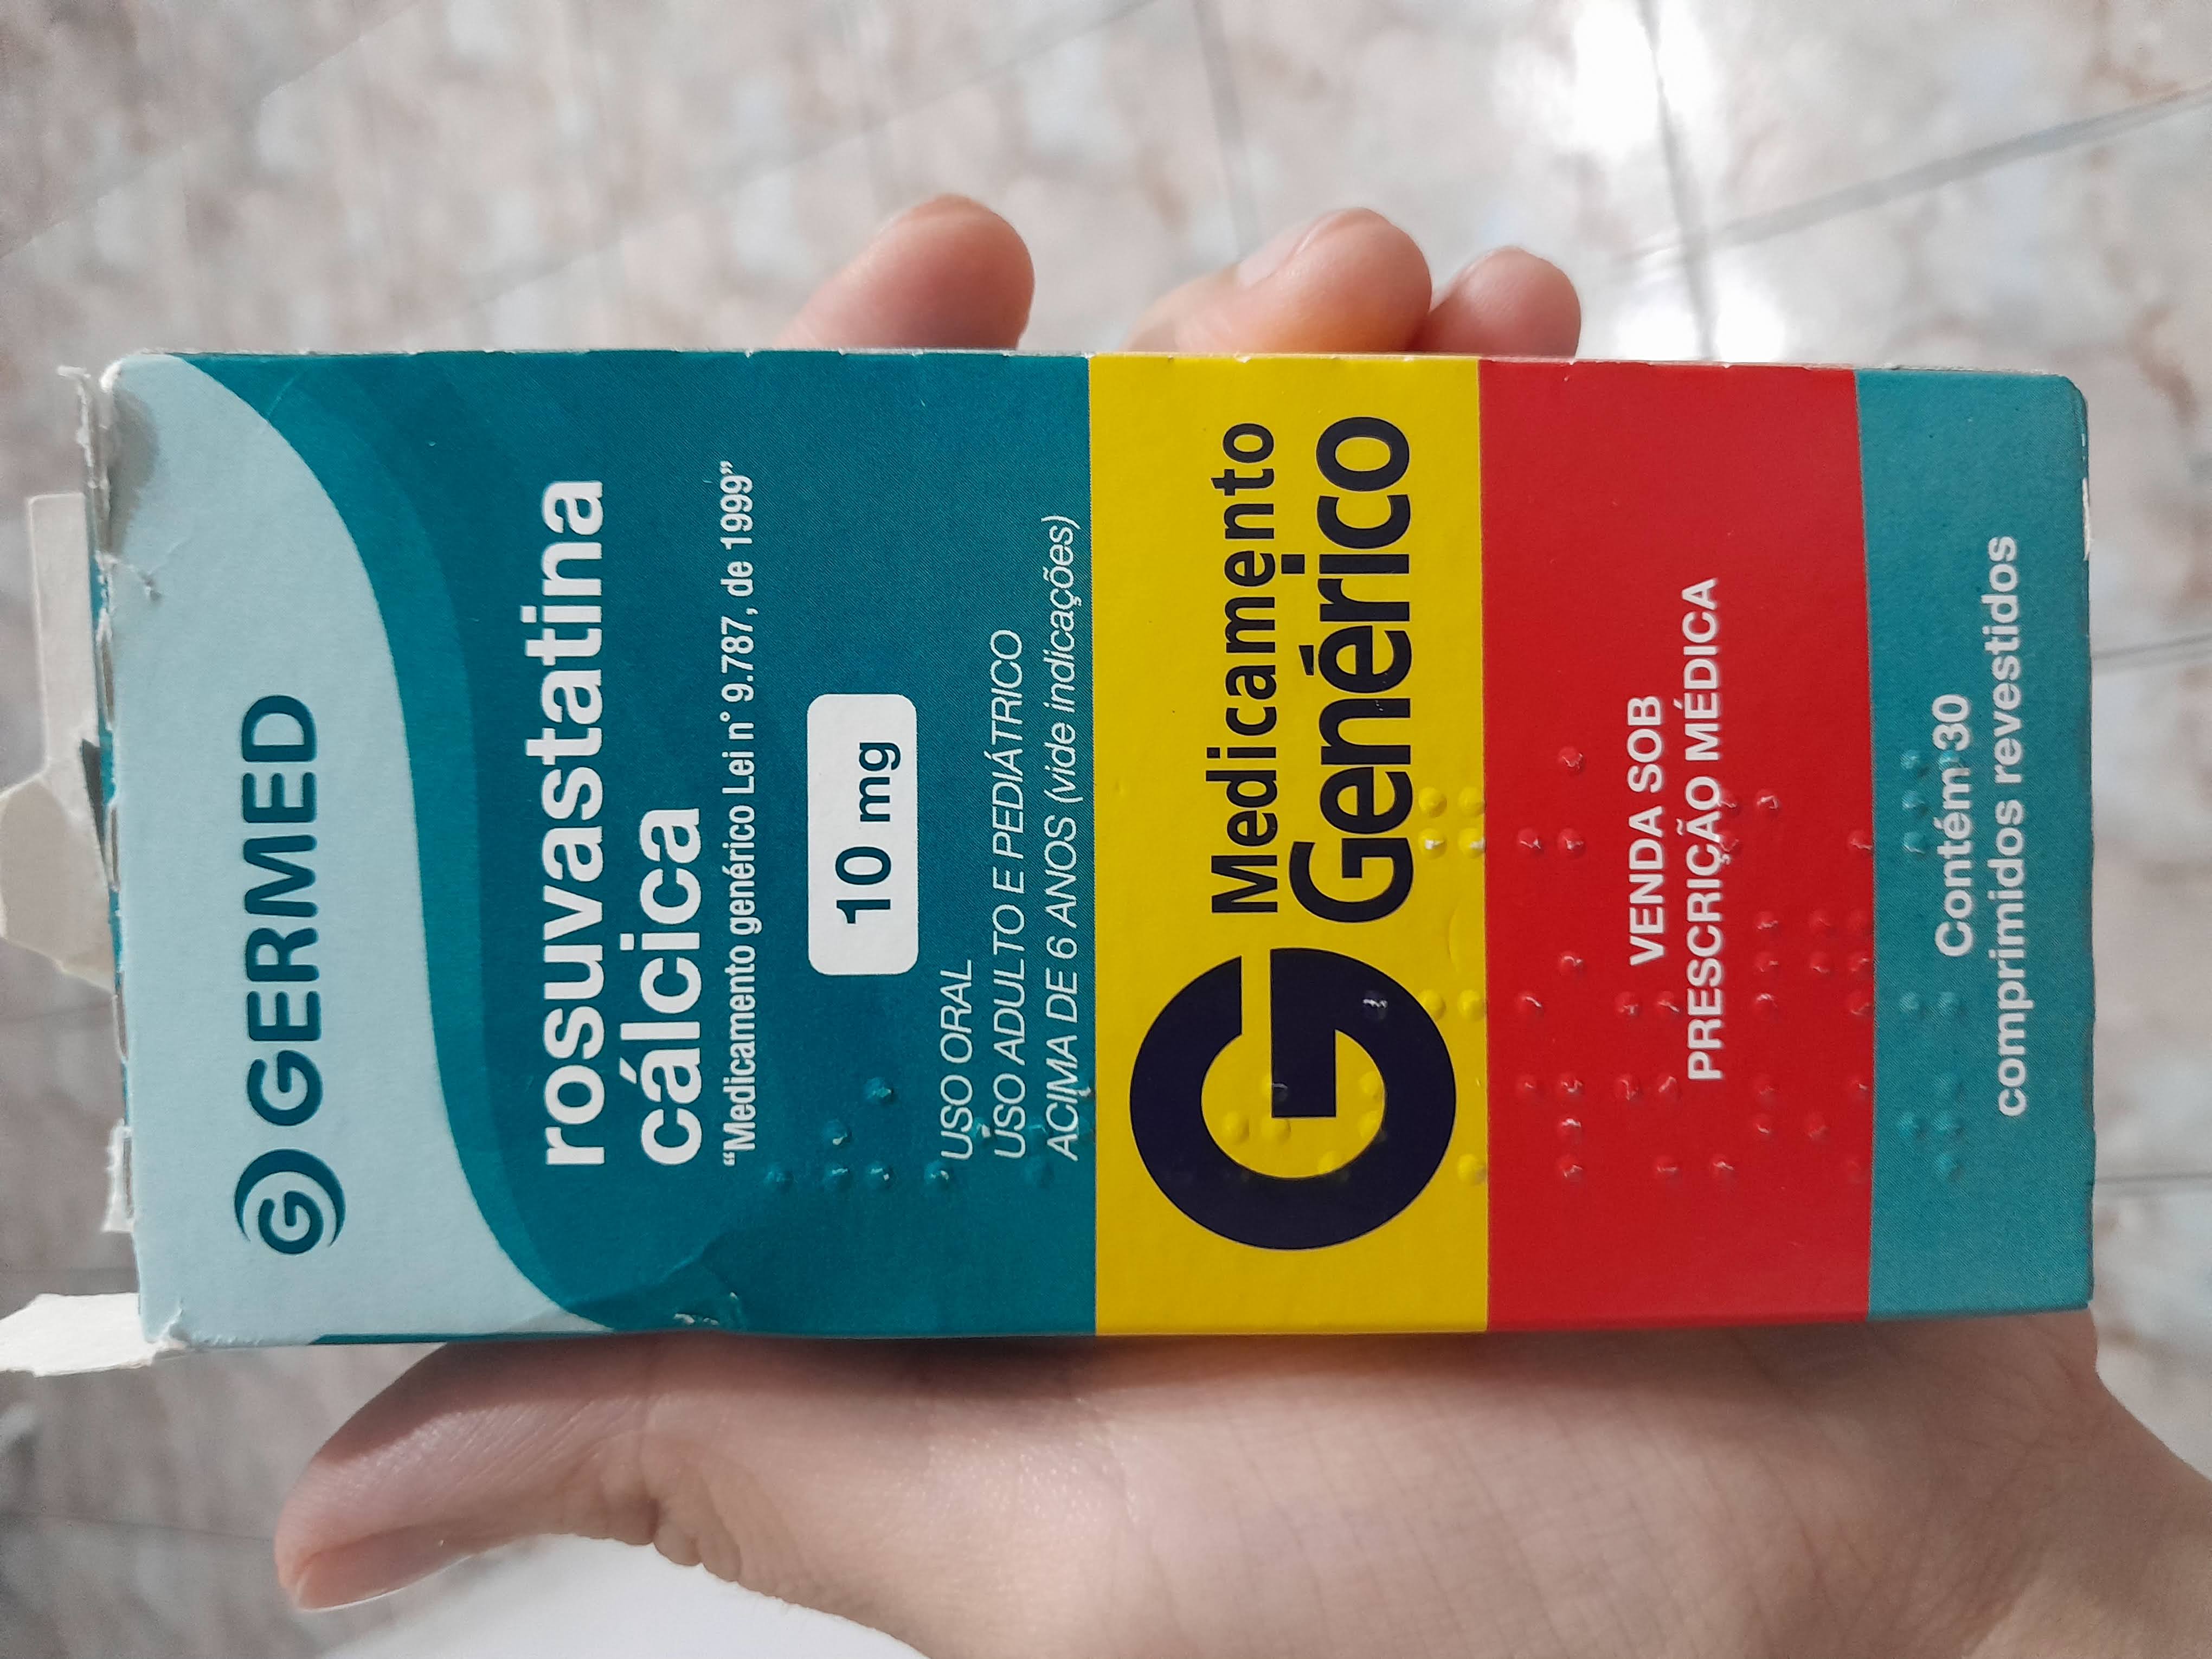 G GERMED
rosuvastatina
cálcica
“Medicamento genérico Lei n° 9.787, de 1999”
10 mg
USO ORAL
USO ADULTO E PEDIÁTRICO
ACIMA DE 6 ANOS (vide indicações)
G Medicamento
Genérico
VENDA SOB
PRESCRIÇÃO MÉDICA
Contém 30
comprimidos revestidos